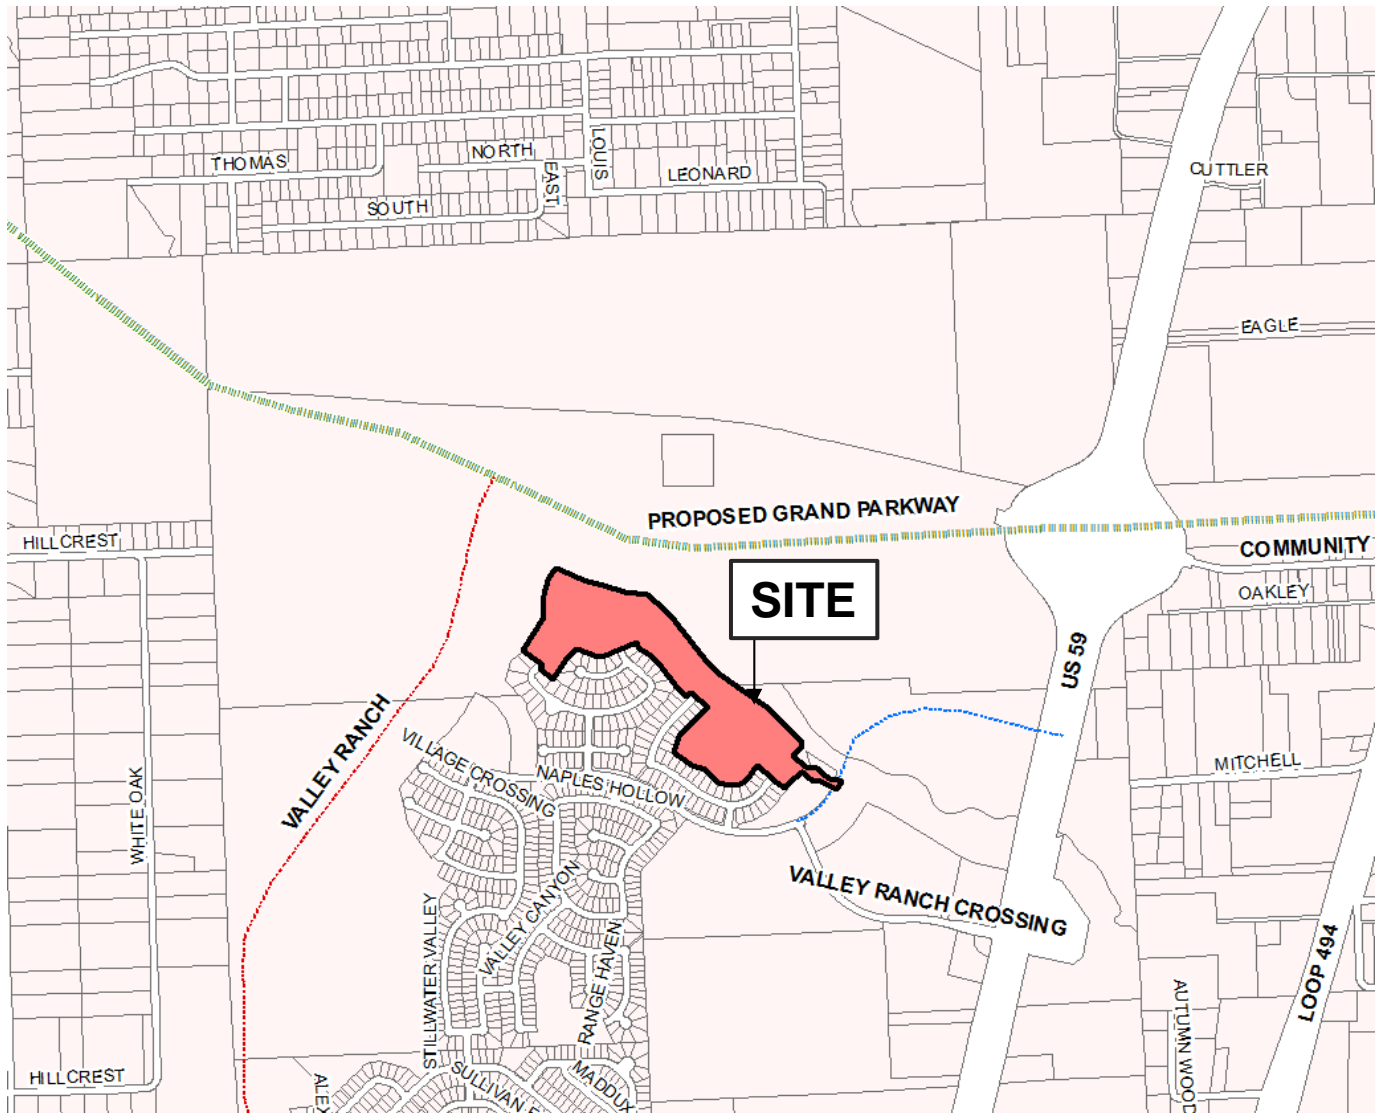 NORTH
LOUIS
THOMAS
EAST
LEONARD
CUTTLER
SOUTH
EAGLE
PROPOSED GRAND PARKWAY
HILLCREST
COMMUNITY
SITE
OAKLEY
US 59
VALLEY RANCH
VILLAGE CROSSING
NAPLES HOLLOW
MITCHELL
WHITE OAK
VALLEY RANCH CROSSING
VALLEY CANYON
STILLWATER VALLEY
RANGE HAVEN
LOOP 494
AUTUMN WOOD
HILLCREST
ALEX
SULLIVAN
MADDUX